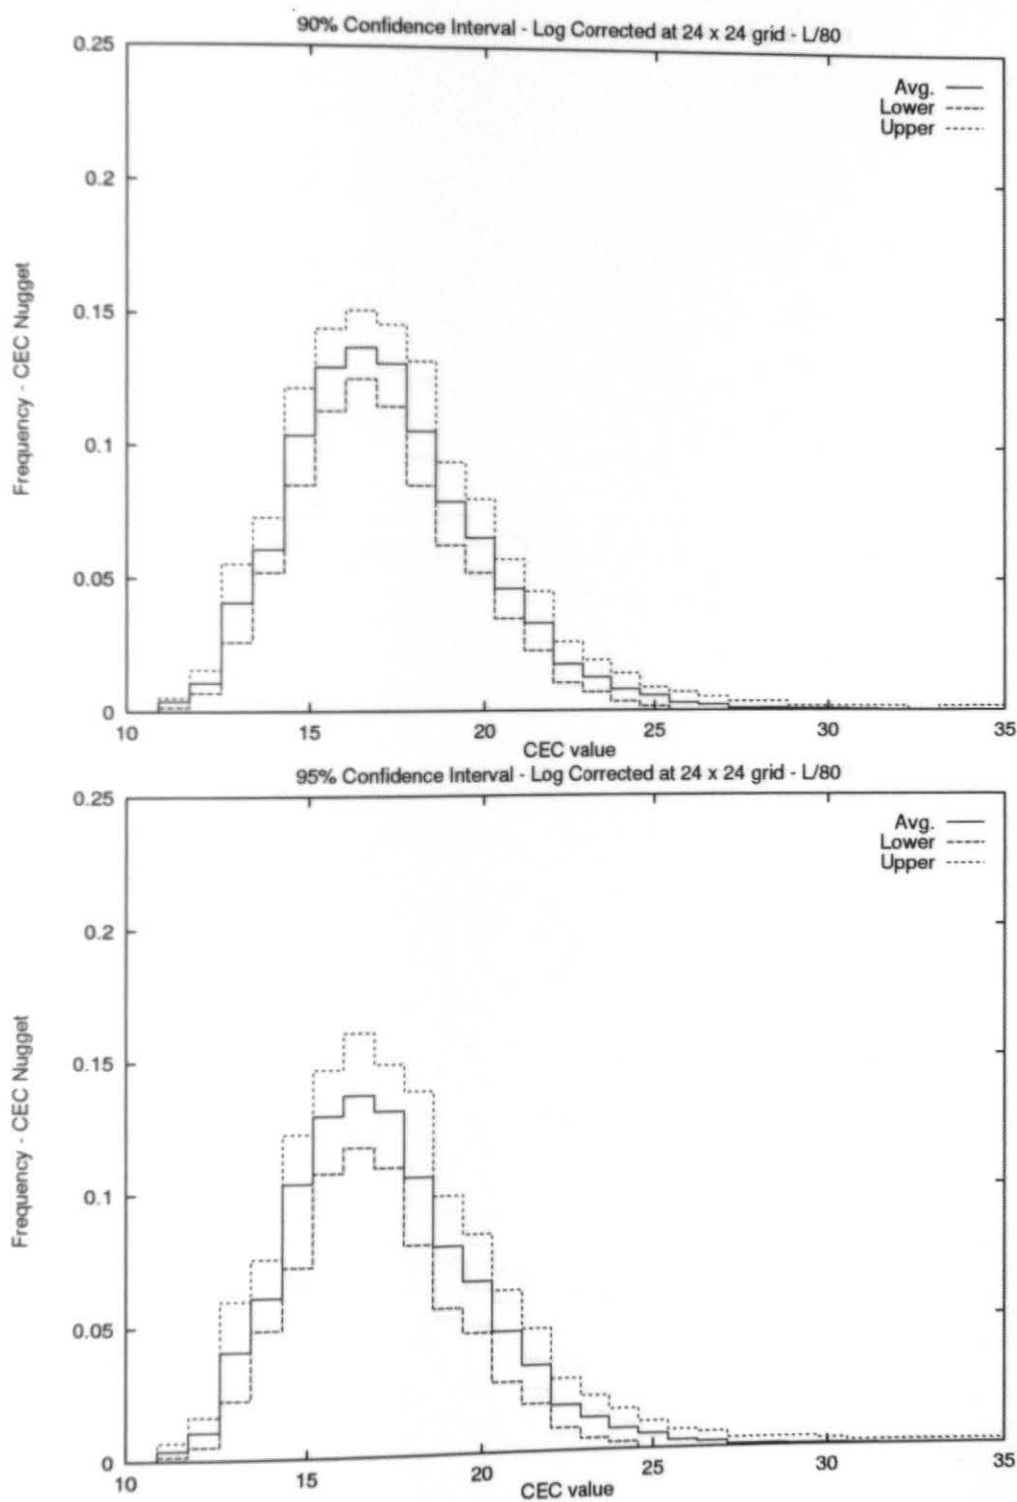 90% Confidence Interval - Log Corrected at 24 x 24 grid - L/80
0.25
0.2
0.15
0.1
0.05
0
Frequency - CEC Nugget
Avg.
Lower
Upper
10
15
20
25
30
35
CEC value
95% Confidence Interval - Log Corrected at 24 x 24 grid - L/80
0.25
0.2
0.15
0.1
0.05
0
Frequency - CEC Nugget
Avg.
Lower
Upper
10
15
20
25
30
35
CEC value